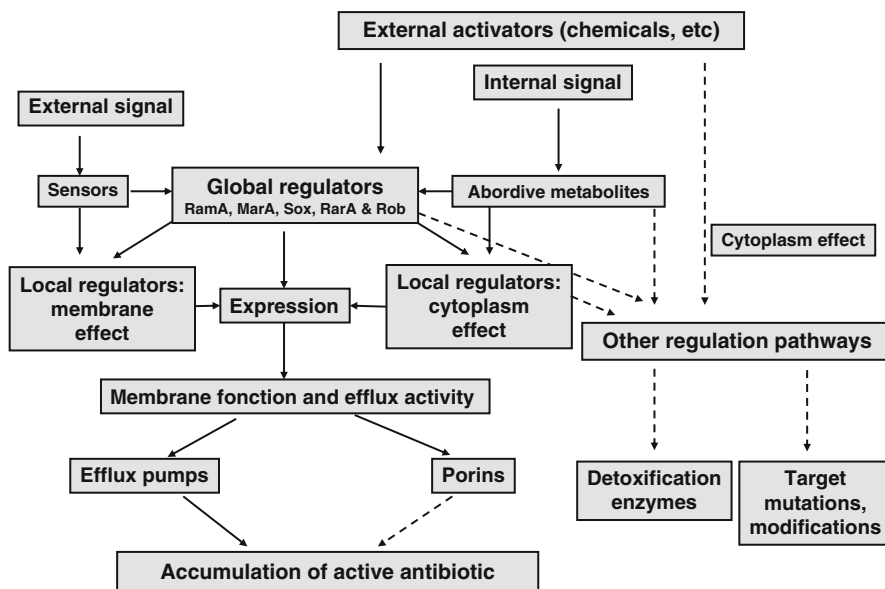 External activators (chemicals, etc)
Internal signal
External signal
Sensors
Global regulators
RamA, MarA, Sox, RarA & Rob
Abordive metabolites
Cytoplasm effect
Local regulators:
membrane
effect
Expression
Local regulators:
cytoplasm
effect
Other regulation pathways
Membrane fonction and efflux activity
Efflux pumps
Porins
Detoxification
enzymes
Target
mutations,
modifications
Accumulation of active antibiotic